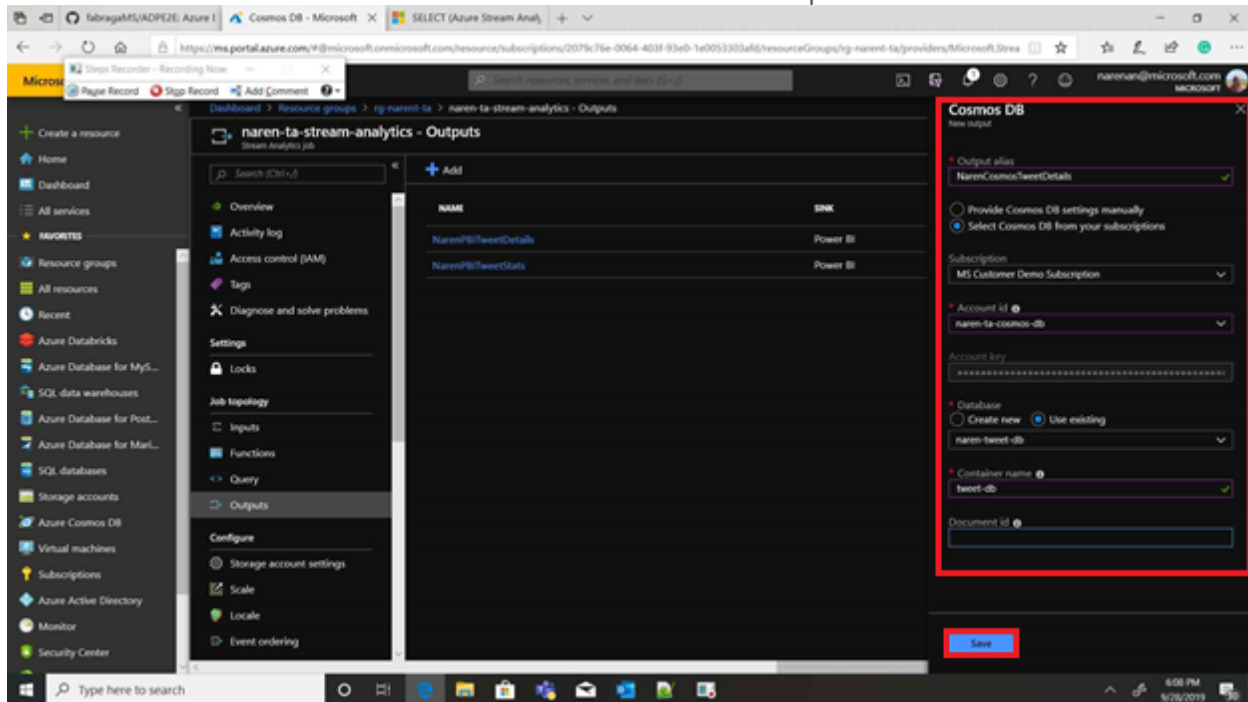 fabragaMS/ADPE2E: Azure I
Cosmos DB - Microsoft
SELECT (Azure Stream Analy
https://ms.portal.azure.com/#@microsoft.onmicrosoft.com/resource/subscriptions/2079c76e-0064-403f-93e0-1e0053303afd/resourceGroups/rg-narent-ta/providers/Microsoft.Strea
Steps Recorder - Recording Now
Pause Record Stop Record Add Comment
Search resources, services, and docs (G+/)
narenan@microsoft.com
MICROSOFT
Dashboard > Resource groups > rg-narent-ta > naren-ta-stream-analytics - Outputs
Create a resource
Home
Dashboard
All services
FAVORITES
Resource groups
All resources
Recent
Azure Databricks
Azure Database for MyS...
SQL data warehouses
Azure Database for Post...
Azure Database for Mari...
SQL databases
Storage accounts
Azure Cosmos DB
Virtual machines
Subscriptions
Azure Active Directory
Monitor
Security Center
naren-ta-stream-analytics - Outputs
Stream Analytics job
Search (Ctrl+/)
Overview
Activity log
Access control (IAM)
Tags
Diagnose and solve problems
Settings
Locks
Job topology
Inputs
Functions
Query
Outputs
Configure
Storage account settings
Scale
Locale
Event ordering
Add
NAME SINK
NarenPBITweetDetails Power BI
NarenPBITweetStats Power BI
Cosmos DB
New output
* Output alias
NarenCosmosTweetDetails
Provide Cosmos DB settings manually
Select Cosmos DB from your subscriptions
Subscription
MS Customer Demo Subscription
* Account id
naren-ta-cosmos-db
Account key
* Database
Create new Use existing
naren-tweet-db
* Container name
tweet-db
Document id
Save
Type here to search
6:08 PM
9/28/2019